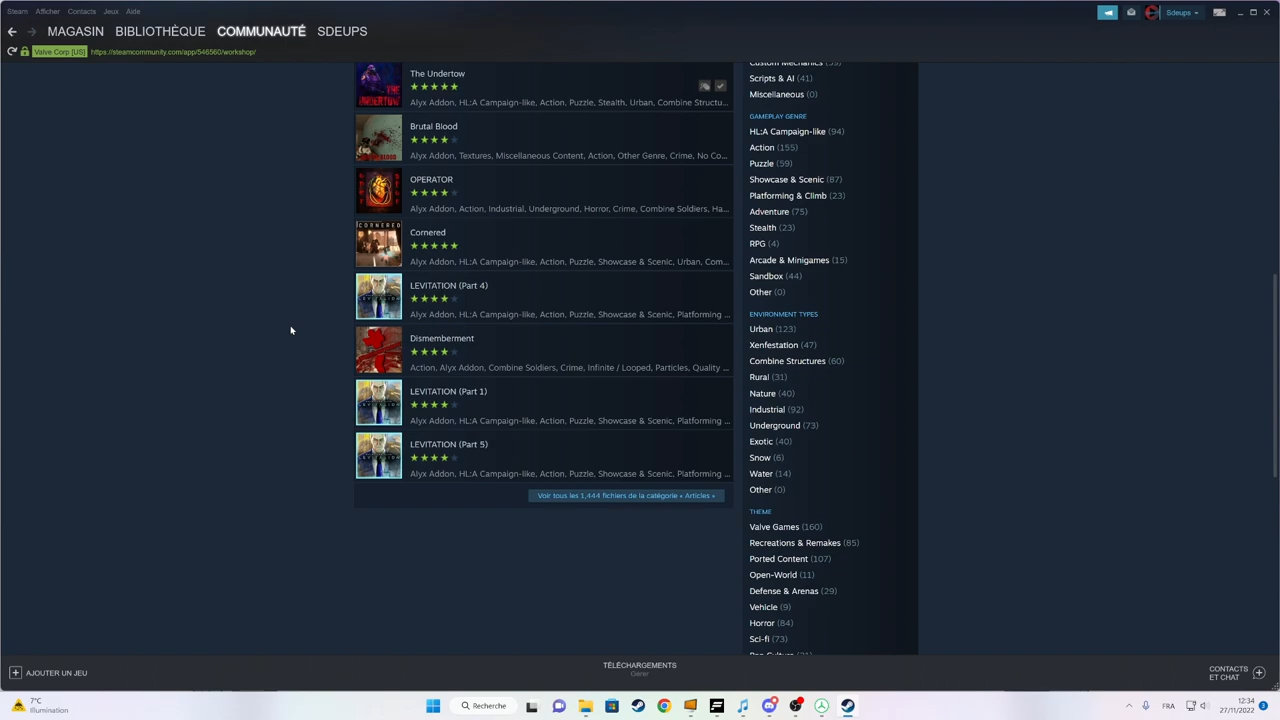 Steam Afficher Contacts Jeux Aide
Sdeups
MAGASIN BIBLIOTHÈQUE COMMUNAUTÉ SDEUPS
Valve Corp [US] https://steamcommunity.com/app/546560/workshop/
The Undertow
Alyx Addon, HL:A Campaign-like, Action, Puzzle, Stealth, Urban, Combine Structu...
Brutal Blood
Alyx Addon, Textures, Miscellaneous Content, Action, Other Genre, Crime, No Co...
OPERATOR
Alyx Addon, Action, Industrial, Underground, Horror, Crime, Combine Soldiers, Ha...
CORNERED
Cornered
Alyx Addon, HL:A Campaign-like, Action, Puzzle, Showcase & Scenic, Urban, Com...
LEVITATION (Part 4)
Alyx Addon, HL:A Campaign-like, Action, Puzzle, Showcase & Scenic, Platforming ...
Dismemberment
Action, Alyx Addon, Combine Soldiers, Crime, Infinite / Looped, Particles, Quality ...
LEVITATION (Part 1)
Alyx Addon, HL:A Campaign-like, Action, Puzzle, Showcase & Scenic, Platforming ...
LEVITATION (Part 5)
Alyx Addon, HL:A Campaign-like, Action, Puzzle, Showcase & Scenic, Platforming ...
Voir tous les 1,444 fichiers de la catégorie « Articles »
Custom Mechanics
Scripts & AI (41)
Miscellaneous (0)
GAMEPLAY GENRE
HL:A Campaign-like (94)
Action (155)
Puzzle (59)
Showcase & Scenic (87)
Platforming & Climb (23)
Adventure (75)
Stealth (23)
RPG (4)
Arcade & Minigames (15)
Sandbox (44)
Other (0)
ENVIRONMENT TYPES
Urban (123)
Xenfestation (47)
Combine Structures (60)
Rural (31)
Nature (40)
Industrial (92)
Underground (73)
Exotic (40)
Snow (6)
Water (14)
Other (0)
THEME
Valve Games (160)
Recreations & Remakes (85)
Ported Content (107)
Open-World (11)
Defense & Arenas (29)
Vehicle (9)
Horror (84)
Sci-fi (73)
AJOUTER UN JEU
TÉLÉCHARGEMENTS
Gérer
CONTACTS
ET CHAT
7°C
Illumination
Recherche
FRA
12:34
27/11/2022
3